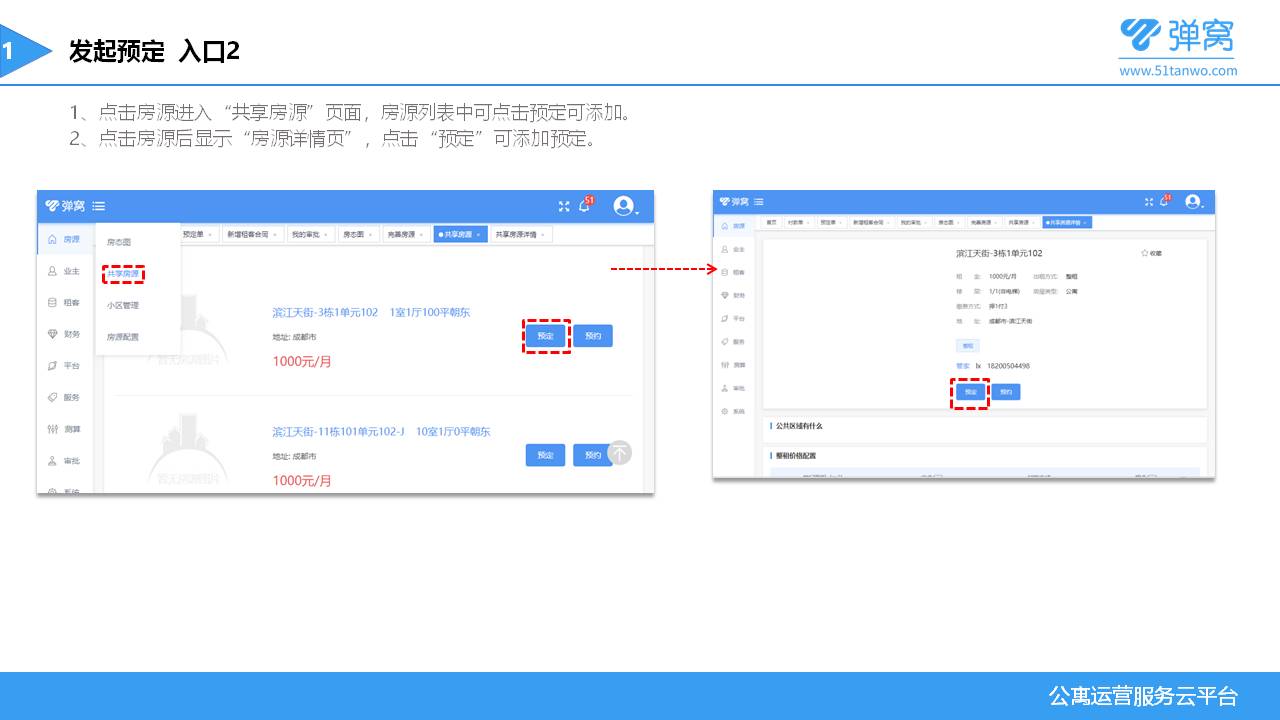 1
发起预定 入口2
弹窝
www.51tanwo.com
1、点击房源进入“共享房源”页面，房源列表中可点击预定可添加。
2、点击房源后显示“房源详情页”，点击“预定”可添加预定。
弹窝
51
房源
业主
租客
财务
平台
服务
测算
审批
系统
房态图
共享房源
小区管理
房源配置
预定单 × 新增租客合同 × 我的审批 × 房态图 × 完善房源 × 共享房源 × 共享房源详情 ×
滨江天街-3栋1单元102 1室1厅100平朝东
地址: 成都市
1000元/月
预定 预约
暂无房源图片
滨江天街-11栋101单元102-J 10室1厅0平朝东
地址: 成都市
1000元/月
预定 预约
暂无房源图片
弹窝
51
房源
业主
租客
财务
平台
服务
测算
审批
系统
首页 付款单 × 预定单 × 新增租客合同 × 我的审批 × 房态图 × 完善房源 × 共享房源 × 共享房源详情 ×
滨江天街-3栋1单元102
收藏
租 金: 1000元/月 出租方式: 整租
楼 层: 1/1(有电梯) 房屋类型: 公寓
缴费方式: 押1付3
地 址: 成都市-滨江天街
整租
管家 lx 18200504498
预定 预约
公共区域有什么
整租价格配置
公寓运营服务云平台